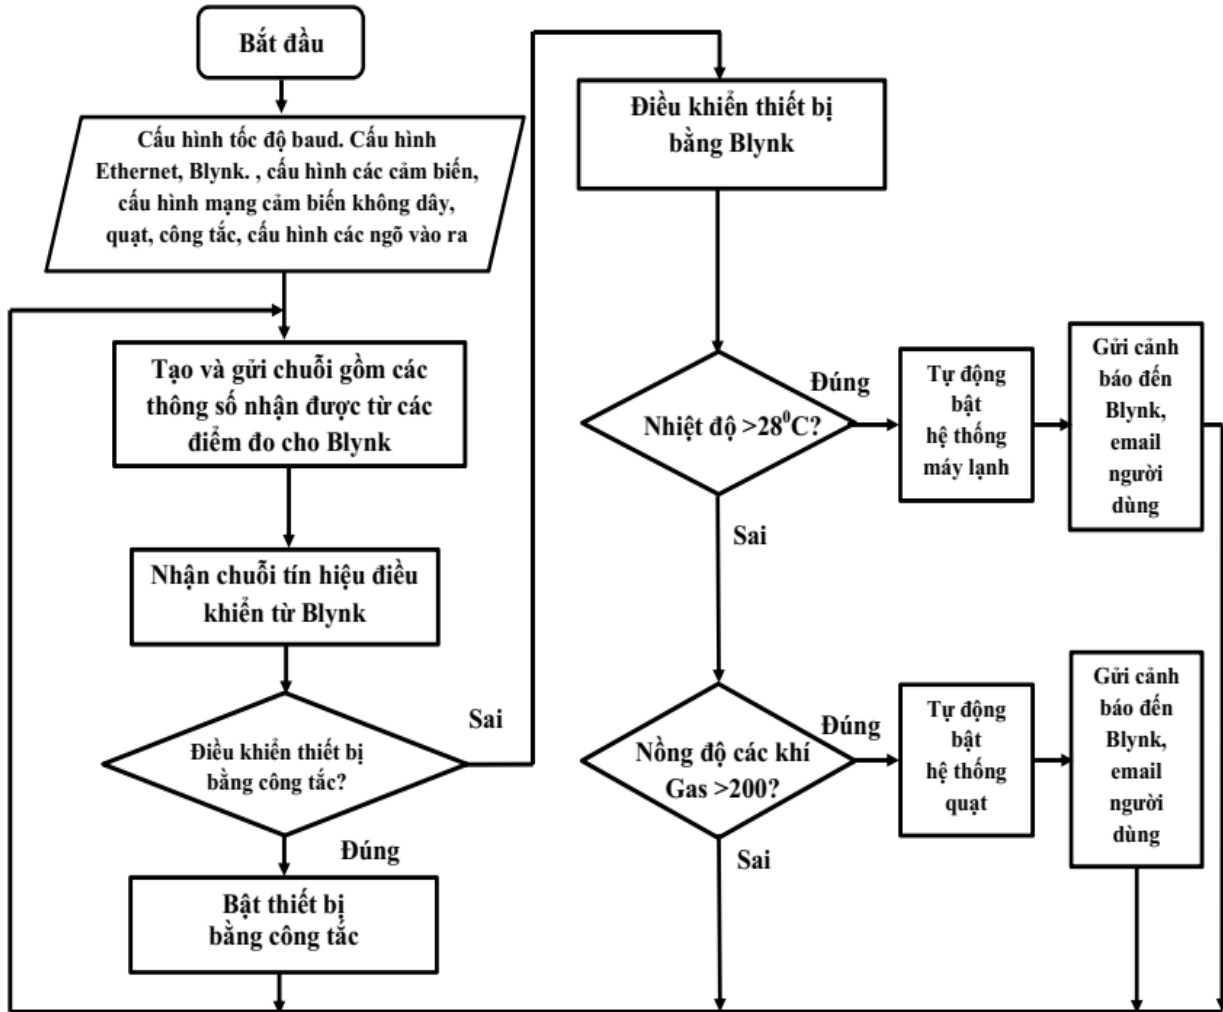 Bắt đầu
Cấu hình tốc độ baud. Cấu hình
Ethernet, Blynk. , cấu hình các cảm biến,
cấu hình mạng cảm biến không dây,
quạt, công tắc, cấu hình các ngõ vào ra
Tạo và gửi chuỗi gồm các
thông số nhận được từ các
điểm đo cho Blynk
Nhận chuỗi tín hiệu điều
khiển từ Blynk
Điều khiển thiết bị
bằng công tắc?
Sai
Đúng
Bật thiết bị
bằng công tắc
Điều khiển thiết bị
bằng Blynk
Nhiệt độ >28⁰C?
Đúng
Tự động
bật
hệ thống
máy lạnh
Gửi cảnh
báo đến
Blynk,
email
người
dùng
Sai
Nồng độ các khí
Gas >200?
Đúng
Tự động
bật
hệ thống
quạt
Gửi cảnh
báo đến
Blynk,
email
người
dùng
Sai